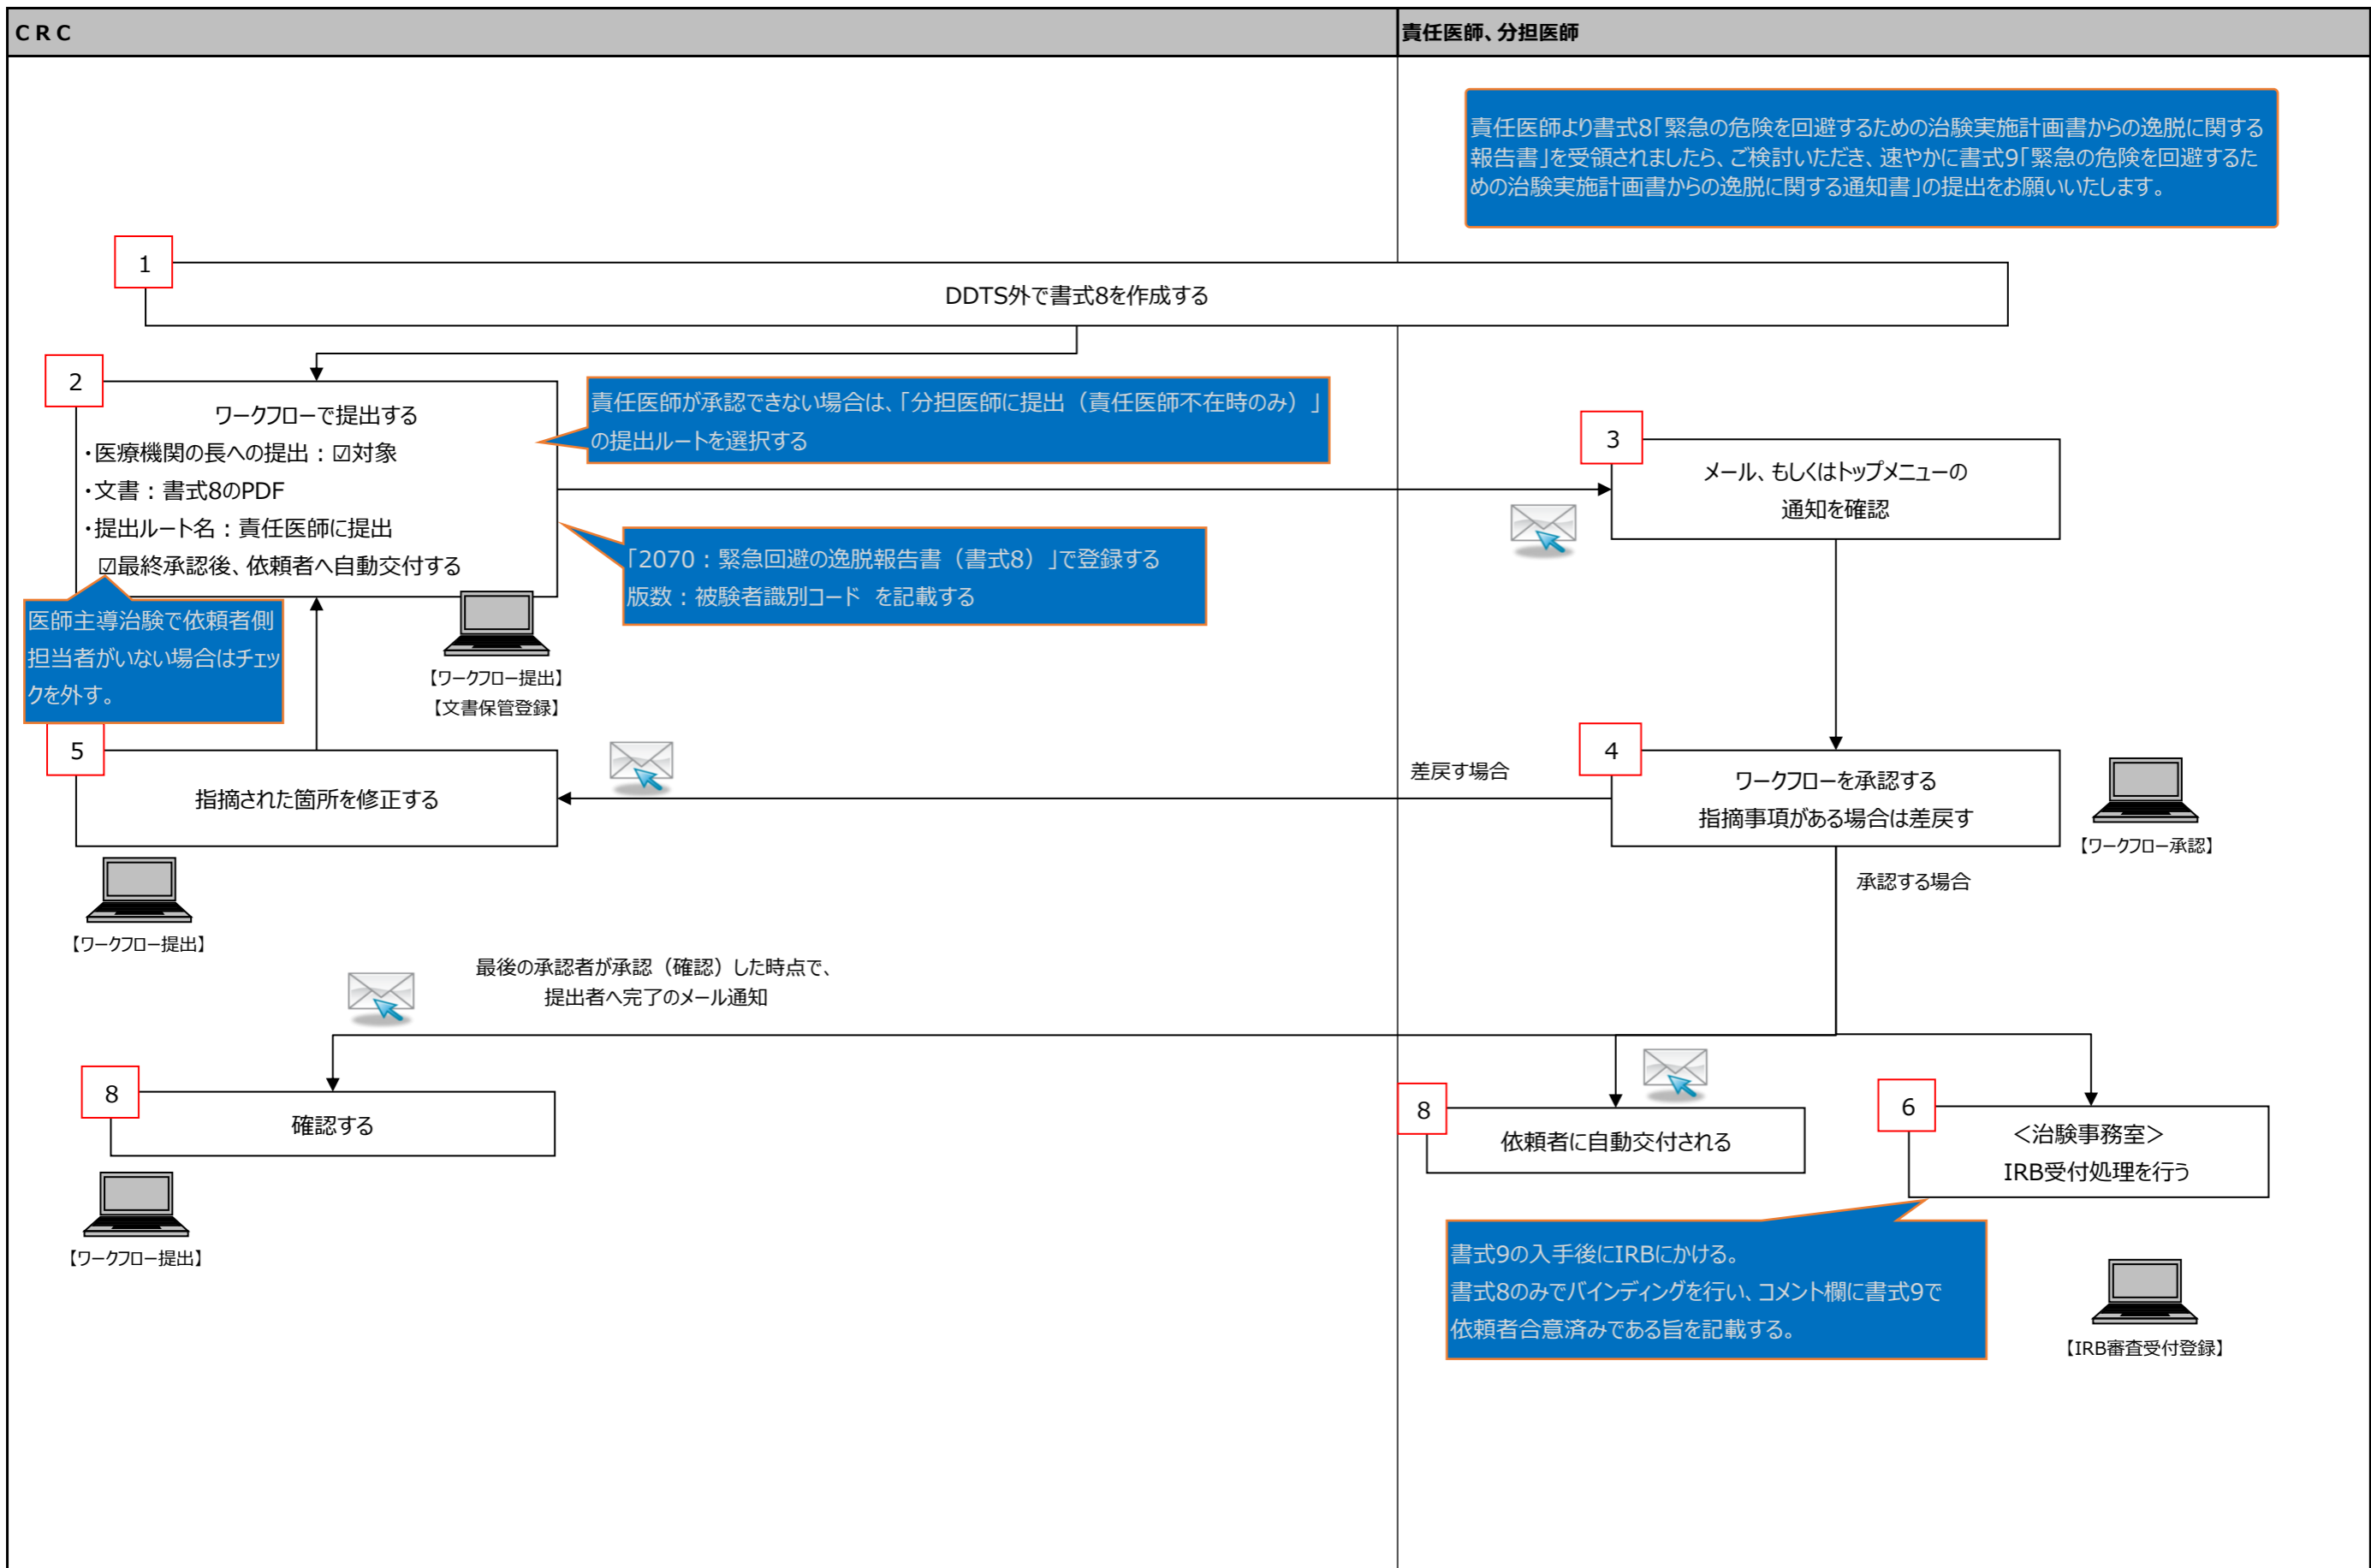 ＣＲＣ
責任医師、分担医師
責任医師より書式8「緊急の危険を回避するための治験実施計画書からの逸脱に関する
報告書」を受領されましたら、ご検討いただき、速やかに書式9「緊急の危険を回避するた
めの治験実施計画書からの逸脱に関する通知書」の提出をお願いいたします。
1
DDTS外で書式8を作成する
2
ワークフローで提出する
・医療機関の長への提出：☑対象
・文書：書式8のPDF
・提出ルート名：責任医師に提出
☑最終承認後、依頼者へ自動交付する
責任医師が承認できない場合は、「分担医師に提出（責任医師不在時のみ）」
の提出ルートを選択する
「2070：緊急回避の逸脱報告書（書式8）」で登録する
版数：被験者識別コード を記載する
医師主導治験で依頼者側
担当者がいない場合はチェッ
クを外す。
【ワークフロー提出】
【文書保管登録】
3
メール、もしくはトップメニューの
通知を確認
4
ワークフローを承認する
指摘事項がある場合は差戻す
【ワークフロー承認】
差戻す場合
5
指摘された箇所を修正する
【ワークフロー提出】
承認する場合
最後の承認者が承認（確認）した時点で、
提出者へ完了のメール通知
8
確認する
【ワークフロー提出】
8
依頼者に自動交付される
6
＜治験事務室＞
IRB受付処理を行う
書式9の入手後にIRBにかける。
書式8のみでバインディングを行い、コメント欄に書式9で
依頼者合意済みである旨を記載する。
【IRB審査受付登録】